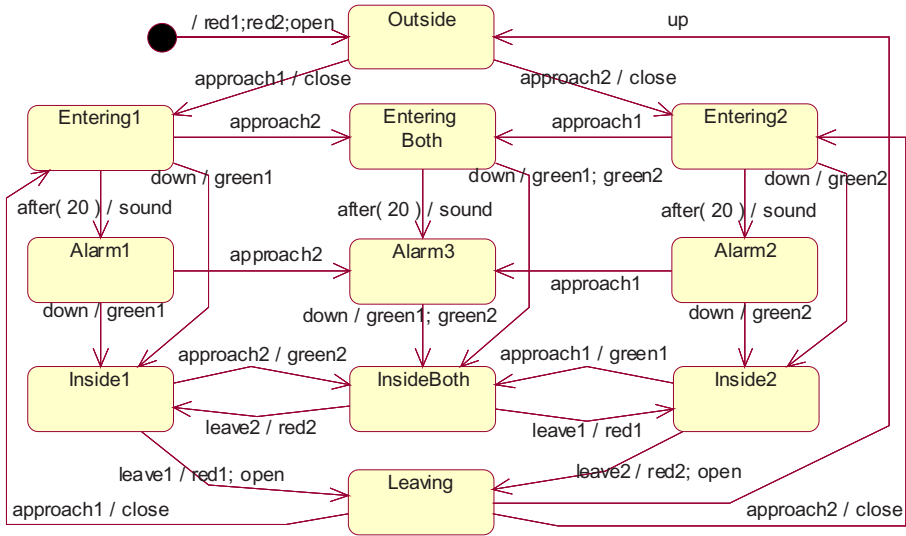 / red1;red2;open
Outside
up
approach1 / close
approach2 / close
Entering1
approach2
Entering
Both
approach1
Entering2
down / green1
down / green1; green2
down / green2
after( 20 ) / sound
after( 20 ) / sound
after( 20 ) / sound
Alarm1
approach2
Alarm3
approach1
Alarm2
down / green1
down / green1; green2
down / green2
approach2 / green2
approach1 / green1
Inside1
InsideBoth
Inside2
leave2 / red2
leave1 / red1
leave1 / red1; open
Leaving
leave2 / red2; open
approach1 / close
approach2 / close